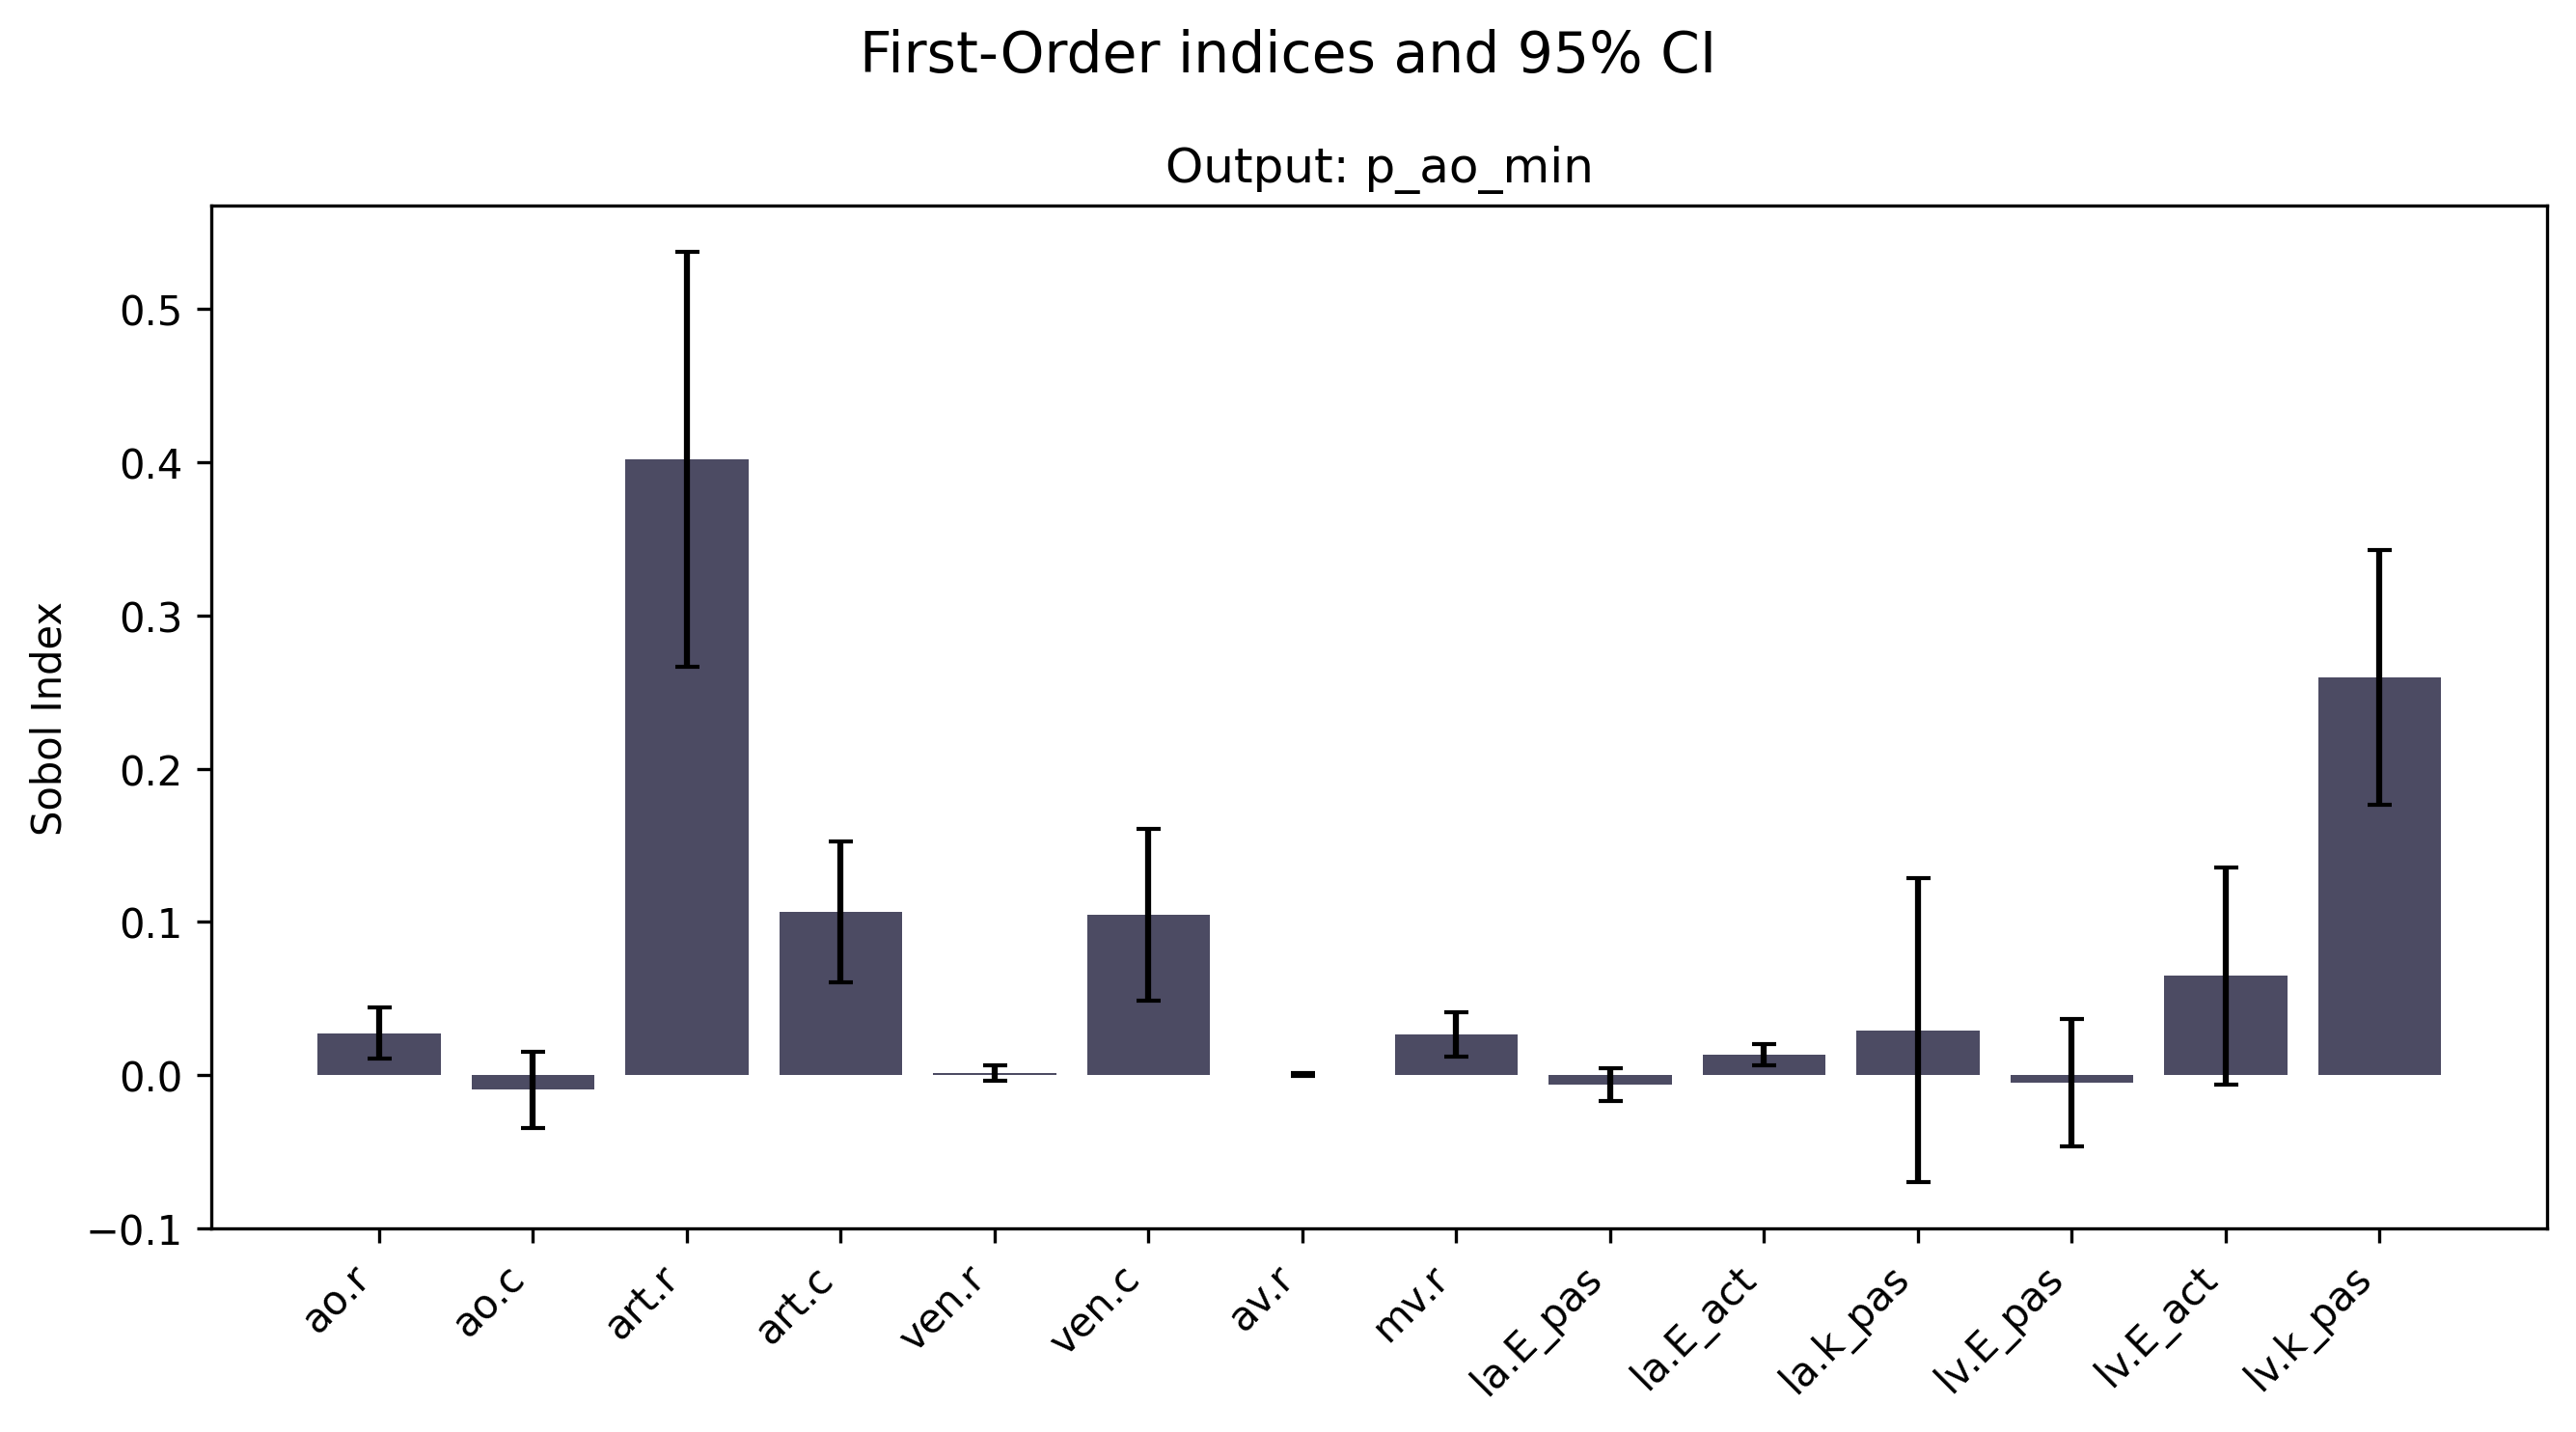 First-Order indices and 95% CI
Output: p_ao_min
Sobol Index
0.5
0.4
0.3
0.2
0.1
0.0
−0.1
ao.r
ao.c
art.r
art.c
ven.r
ven.c
av.r
mv.r
la.E_pas
la.E_act
la.k_pas
lv.E_pas
lv.E_act
lv.k_pas